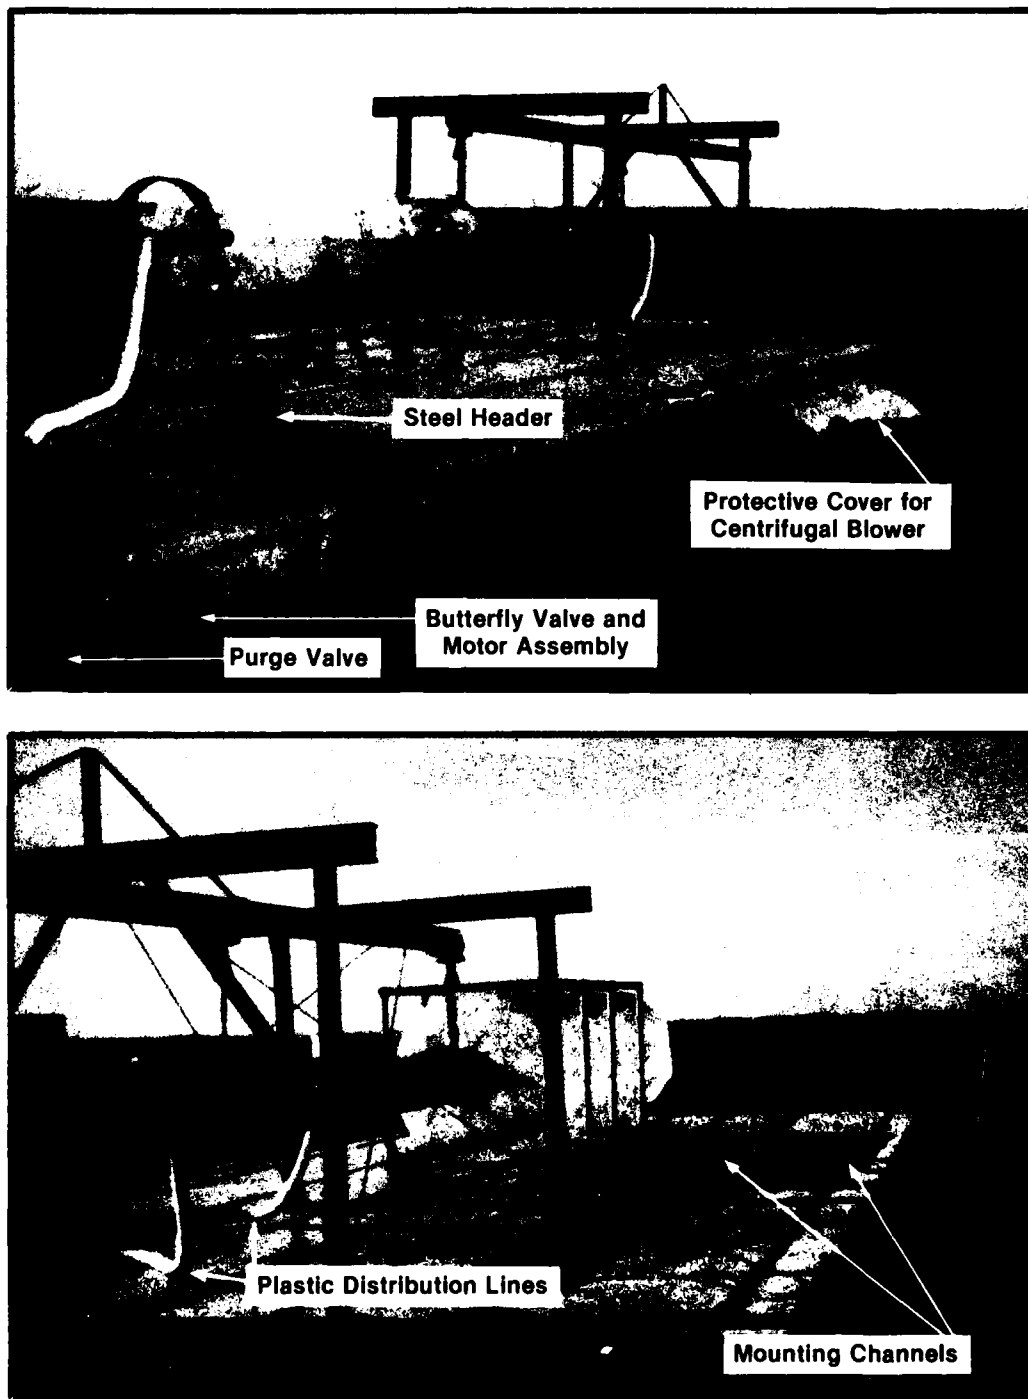 Steel Header
Protective Cover for
Centrifugal Blower
Butterfly Valve and
Motor Assembly
Purge Valve
Plastic Distribution Lines
Mounting Channels